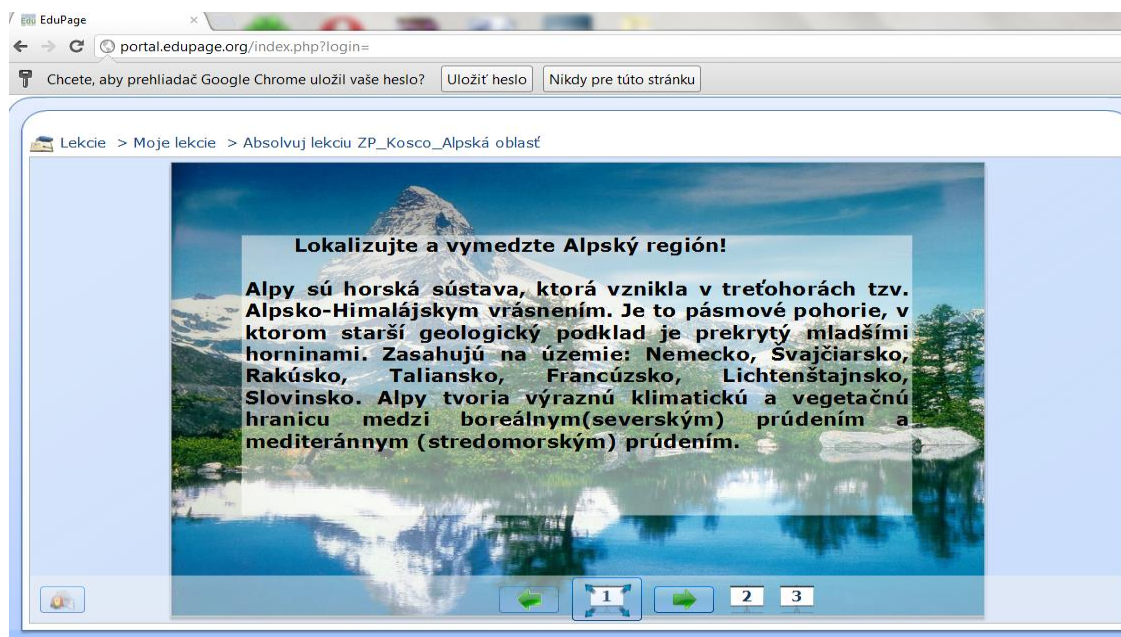 EduPage
portal.edupage.org/index.php?login=
Chcete, aby prehliadač Google Chrome uložil vaše heslo? Uložiť heslo Nikdy pre túto stránku
Lekcie > Moje lekcie > Absolvuj lekciu ZP_Kosco_Alpská oblasť
Lokalizujte a vymedzte Alpský región!
Alpy sú horská sústava, ktorá vznikla v treťohorách tzv.
Alpsko-Himalájskym vrásnením. Je to pásmové pohorie, v
ktorom starší geologický podklad je prekrytý mladšími
horninami. Zasahujú na územie: Nemecko, Švajčiarsko,
Rakúsko, Taliansko, Francúzsko, Lichtenštajnsko,
Slovinsko. Alpy tvoria výraznú klimatickú a vegetačnú
hranicu medzi boreálnym(severským) prúdením a
mediteránnym (stredomorským) prúdením.
1 2 3